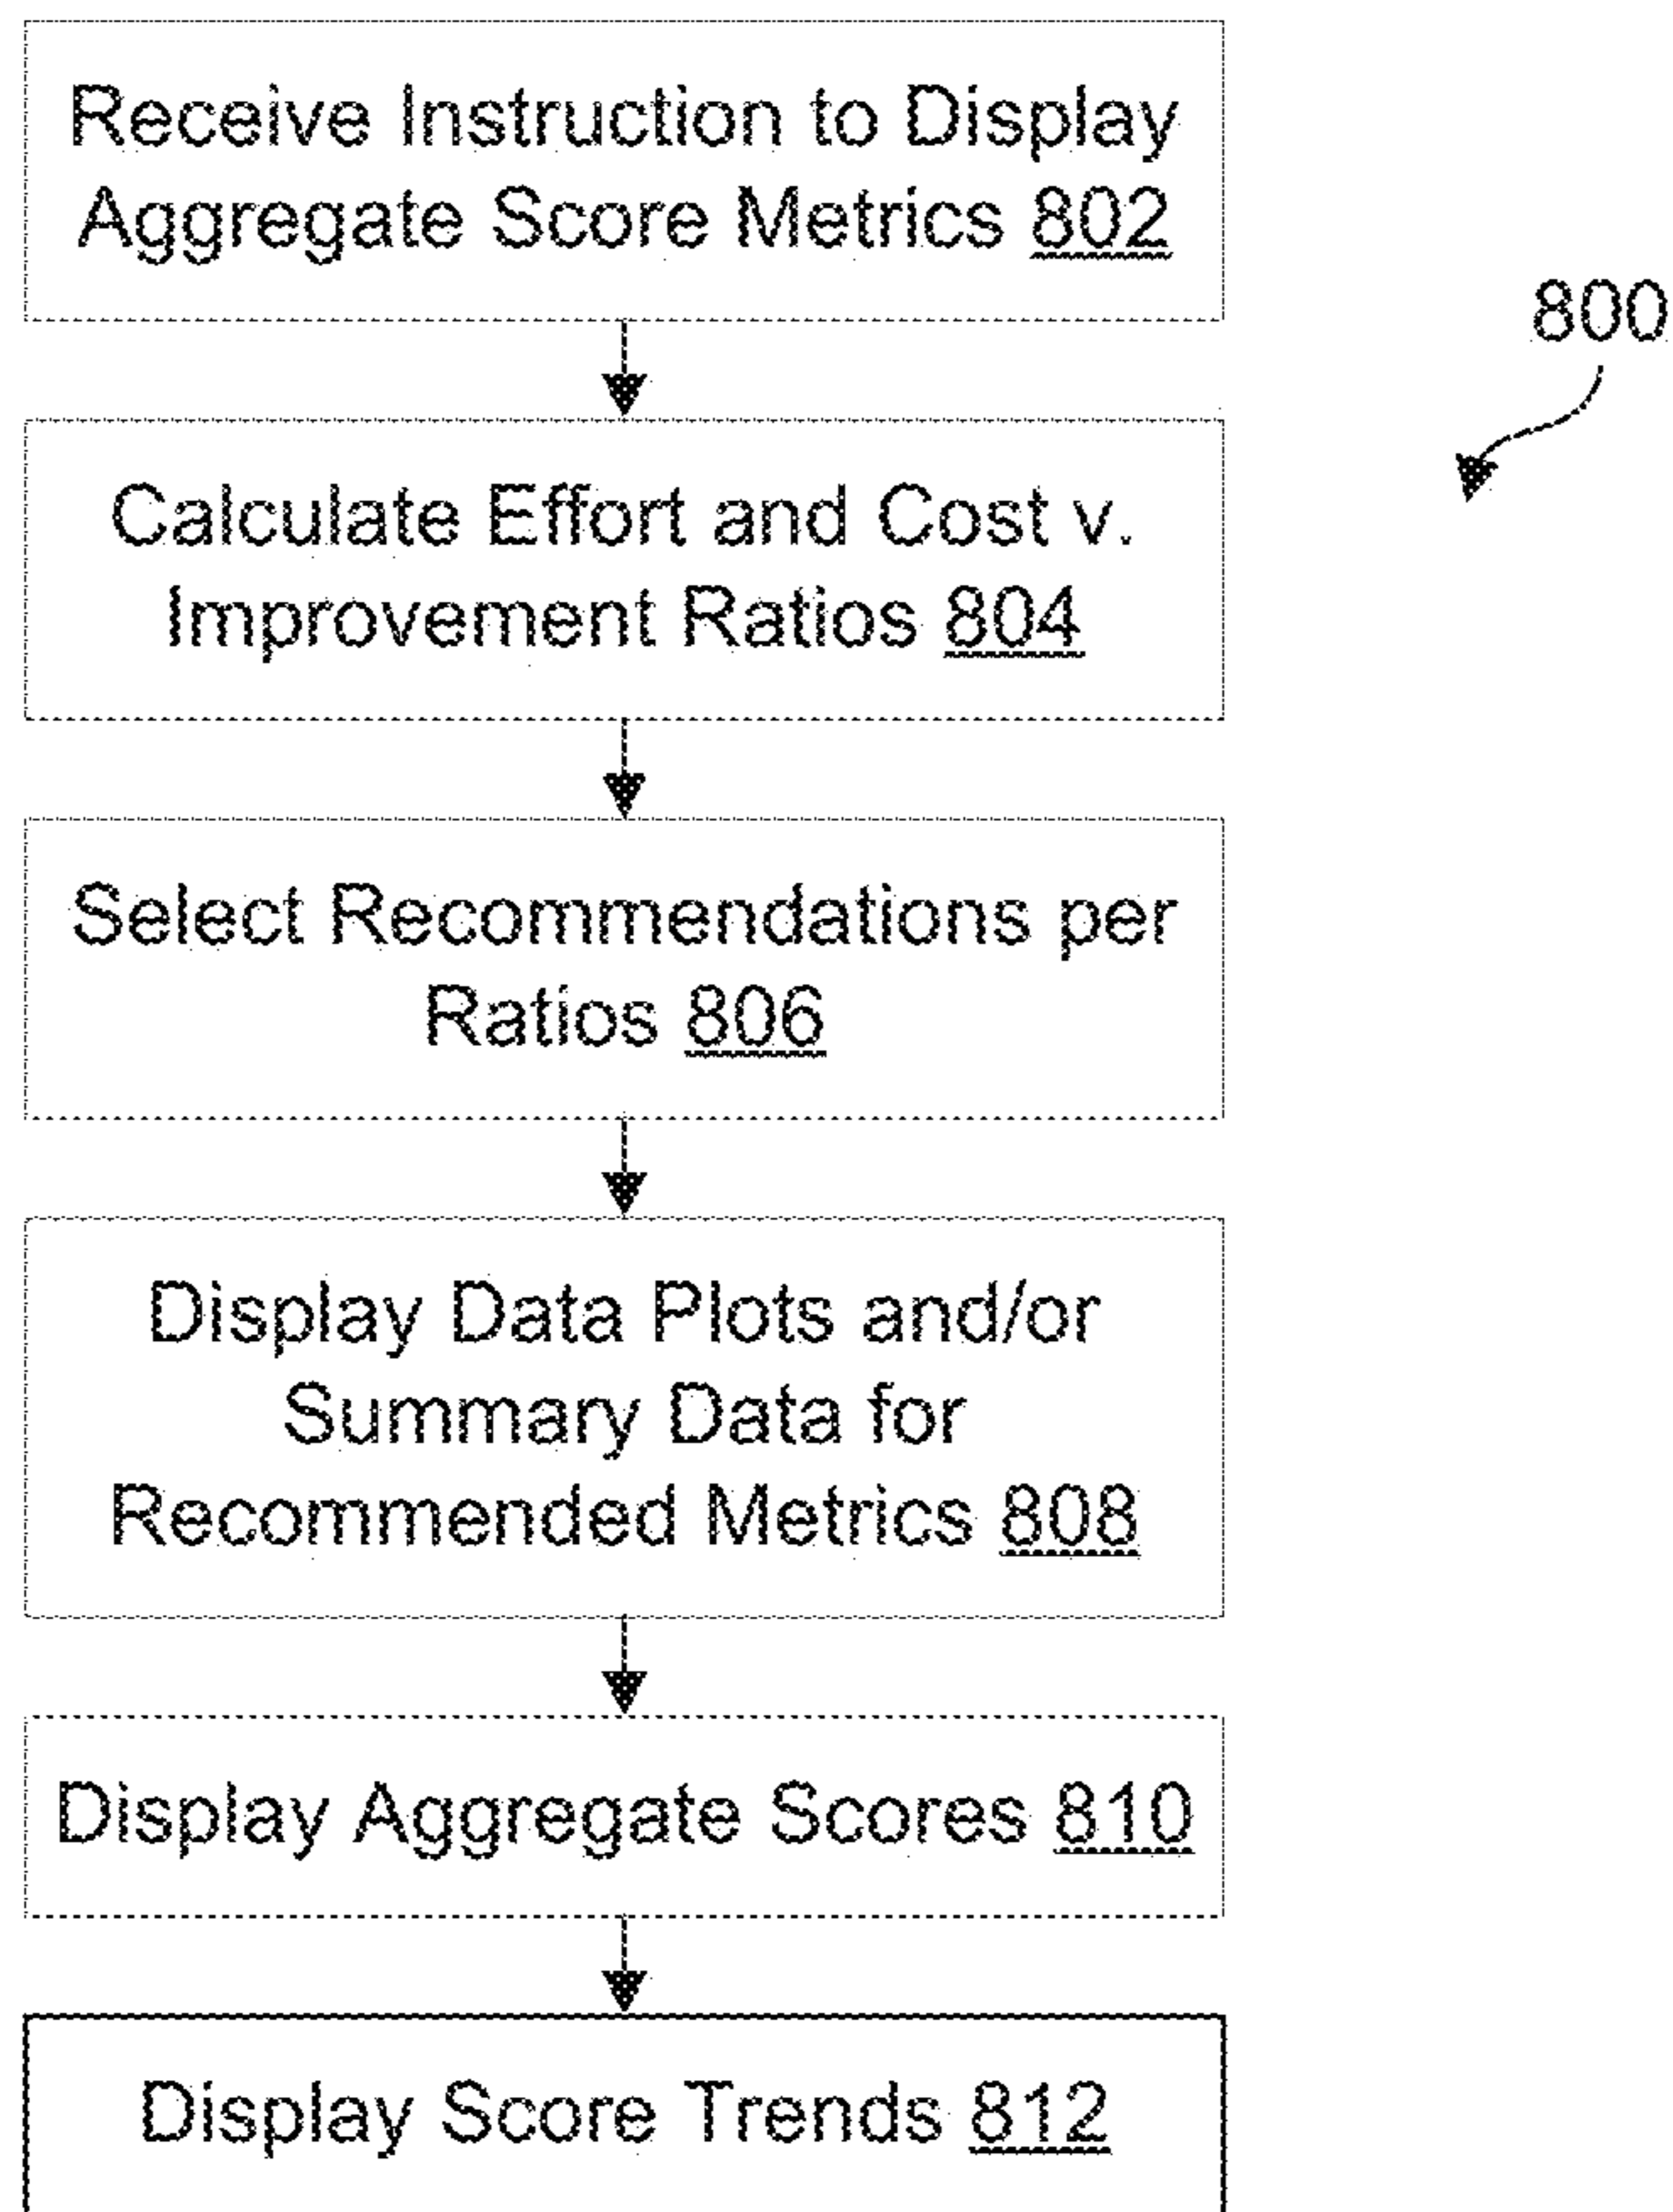 Receive Instruction to Display
Aggregate Score Metrics 802
800
Calculate Effort and Cost v.
Improvement Ratios 804
Select Recommendations per
Ratios 806
Display Data Plots and/or
Summary Data for
Recommended Metrics 808
Display Aggregate Scores 810
Display Score Trends 812